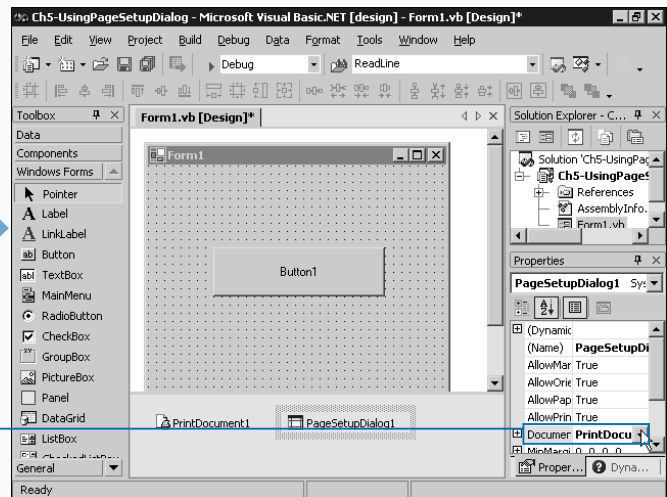 Ch5-UsingPageSetupDialog - Microsoft Visual Basic.NET [design] - Form1.vb [Design]*
File Edit View Project Build Debug Data Format Tools Window Help
Debug ReadLine
Toolbox
Data
Components
Windows Forms
Pointer
A Label
A LinkLabel
ab Button
abl TextBox
MainMenu
RadioButton
CheckBox
XY GroupBox
PictureBox
Panel
DataGrid
ListBox
CheckedListBox
General
Form1.vb [Design]*
Form1
Button1
PrintDocument1 PageSetupDialog1
Solution Explorer - C...
Solution 'Ch5-UsingPag
Ch5-UsingPageS
References
AssemblyInfo.
Form1.vb
Properties
PageSetupDialog1 Sys
(Dynamic
(Name) PageSetupDi
AllowMar True
AllowOrie True
AllowPap True
AllowPrin True
Documer PrintDocu
MinMargi 0, 0, 0, 0
Proper... Dyna...
Ready